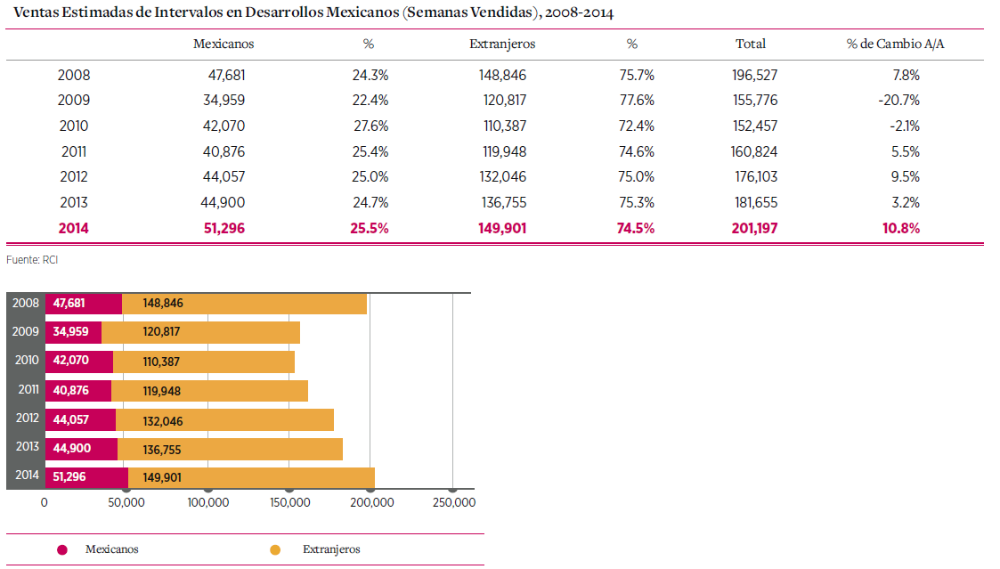 Ventas Estimadas de Intervalos en Desarrollos Mexicanos (Semanas Vendidas), 2008-2014
Mexicanos % Extranjeros % Total % de Cambio A/A
2008 47,681 24.3% 148,846 75.7% 196,527 7.8%
2009 34,959 22.4% 120,817 77.6% 155,776 -20.7%
2010 42,070 27.6% 110,387 72.4% 152,457 -2.1%
2011 40,876 25.4% 119,948 74.6% 160,824 5.5%
2012 44,057 25.0% 132,046 75.0% 176,103 9.5%
2013 44,900 24.7% 136,755 75.3% 181,655 3.2%
2014 51,296 25.5% 149,901 74.5% 201,197 10.8%
Fuente: RCI
2008 47,681 148,846
2009 34,959 120,817
2010 42,070 110,387
2011 40,876 119,948
2012 44,057 132,046
2013 44,900 136,755
2014 51,296 149,901
0 50,000 100,000 150,000 200,000 250,000
Mexicanos Extranjeros